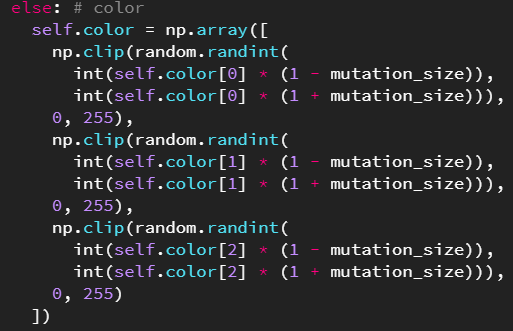 else: # color
  self.color = np.array([
    np.clip(random.randint(
      int(self.color[0] * (1 - mutation_size)),
      int(self.color[0] * (1 + mutation_size))),
    0, 255),
    np.clip(random.randint(
      int(self.color[1] * (1 - mutation_size)),
      int(self.color[1] * (1 + mutation_size))),
    0, 255),
    np.clip(random.randint(
      int(self.color[2] * (1 - mutation_size)),
      int(self.color[2] * (1 + mutation_size))),
    0, 255)
  ])